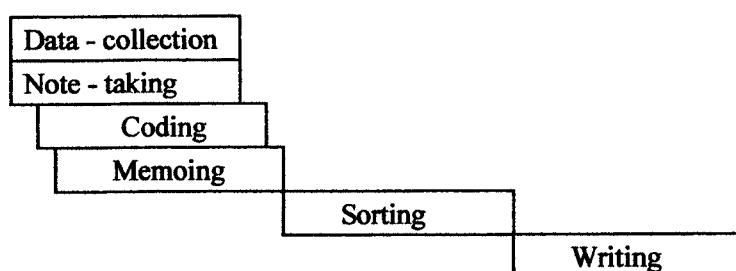 Data - collection
Note - taking
Coding
Memoing
Sorting
Writing